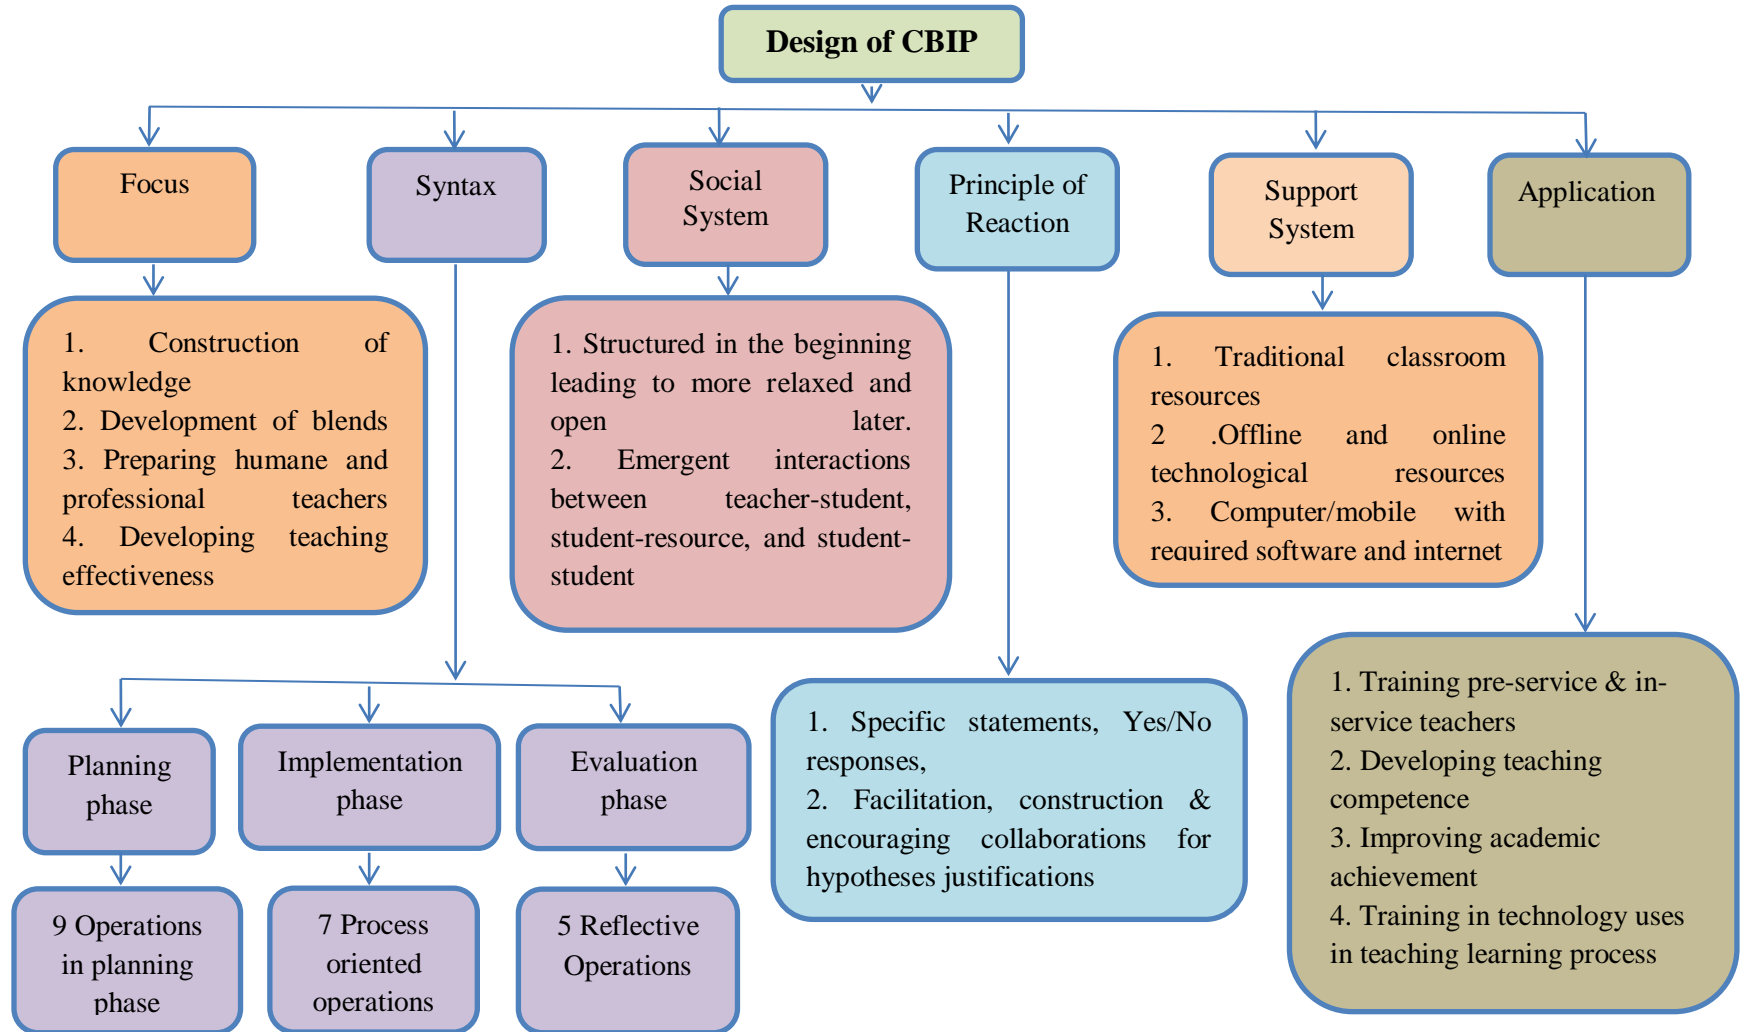 Design of CBIP
Focus
Syntax
Social
System
Principle of
Reaction
Support
System
Application
1. Construction of
knowledge
2. Development of blends
3. Preparing humane and
professional teachers
4. Developing teaching
effectiveness
1. Structured in the beginning
leading to more relaxed and
open later.
2. Emergent interactions
between teacher-student,
student-resource, and student-
student
1. Traditional classroom
resources
2 .Offline and online
technological resources
3. Computer/mobile with
required software and internet
Planning
phase
Implementation
phase
Evaluation
phase
9 Operations
in planning
phase
7 Process
oriented
operations
5 Reflective
Operations
1. Specific statements, Yes/No
responses,
2. Facilitation, construction &
encouraging collaborations for
hypotheses justifications
1. Training pre-service & in-
service teachers
2. Developing teaching
competence
3. Improving academic
achievement
4. Training in technology uses
in teaching learning process